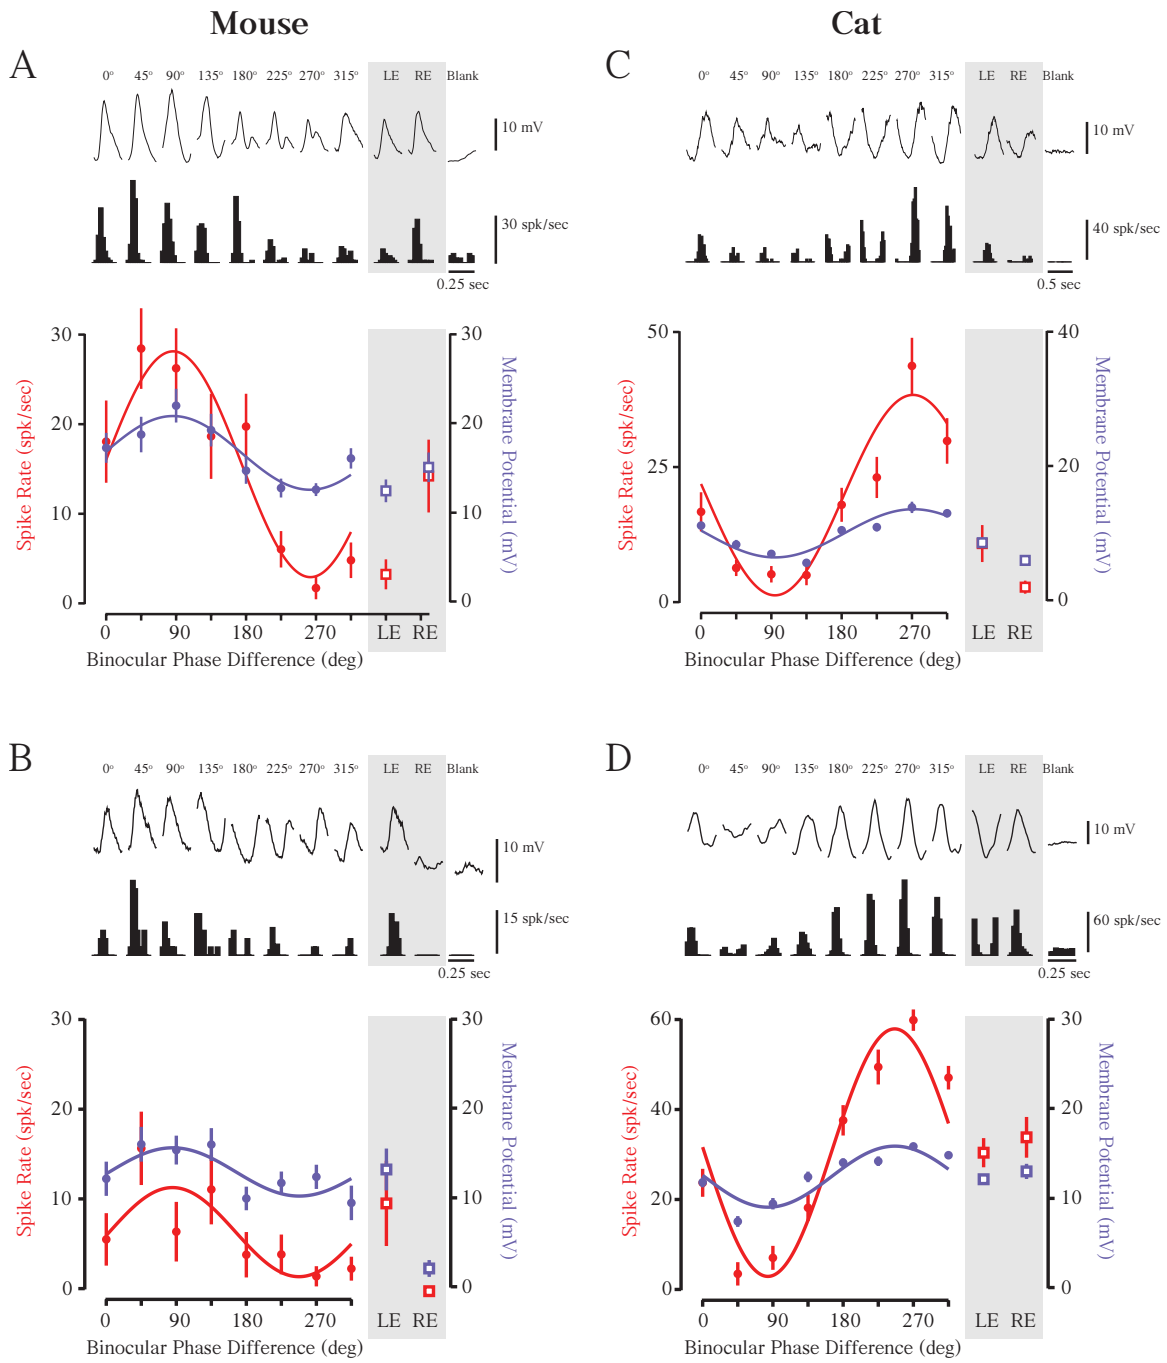 Mouse
Cat
A
0° 45° 90° 135° 180° 225° 270° 315° LE RE Blank
10 mV
30 spk/sec
0.25 sec
30
20
10
0
Spike Rate (spk/sec)
30
20
10
0
Membrane Potential (mV)
0 90 180 270 LE RE
Binocular Phase Difference (deg)
C
0° 45° 90° 135° 180° 225° 270° 315° LE RE Blank
10 mV
40 spk/sec
0.5 sec
50
25
0
Spike Rate (spk/sec)
40
20
0
Membrane Potential (mV)
0 90 180 270 LE RE
Binocular Phase Difference (deg)
B
0° 45° 90° 135° 180° 225° 270° 315° LE RE Blank
10 mV
15 spk/sec
0.25 sec
30
20
10
0
Spike Rate (spk/sec)
30
20
10
0
Membrane Potential (mV)
0 90 180 270 LE RE
Binocular Phase Difference (deg)
D
0° 45° 90° 135° 180° 225° 270° 315° LE RE Blank
10 mV
60 spk/sec
0.25 sec
60
40
20
0
Spike Rate (spk/sec)
30
20
10
0
Membrane Potential (mV)
0 90 180 270 LE RE
Binocular Phase Difference (deg)